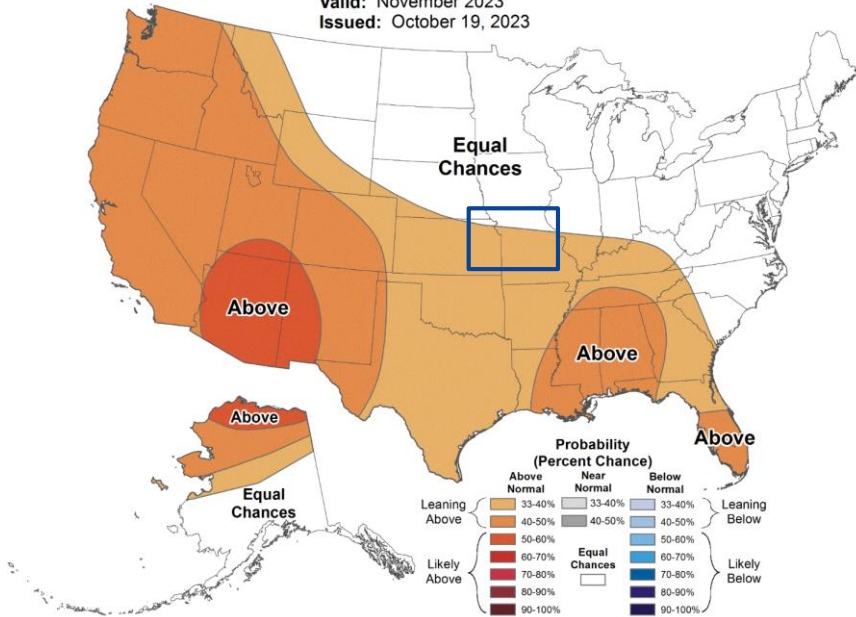 Valid: November 2023
Issued: October 19, 2023
Equal
Chances
Above
Above
Above
Above
Equal
Chances
Probability
(Percent Chance)
Above
Normal
Near
Normal
Below
Normal
Leaning
Above
33-40%
40-50%
33-40%
40-50%
33-40%
40-50%
Leaning
Below
Likely
Above
50-60%
60-70%
70-80%
80-90%
90-100%
Equal
Chances
50-60%
60-70%
70-80%
80-90%
90-100%
Likely
Below